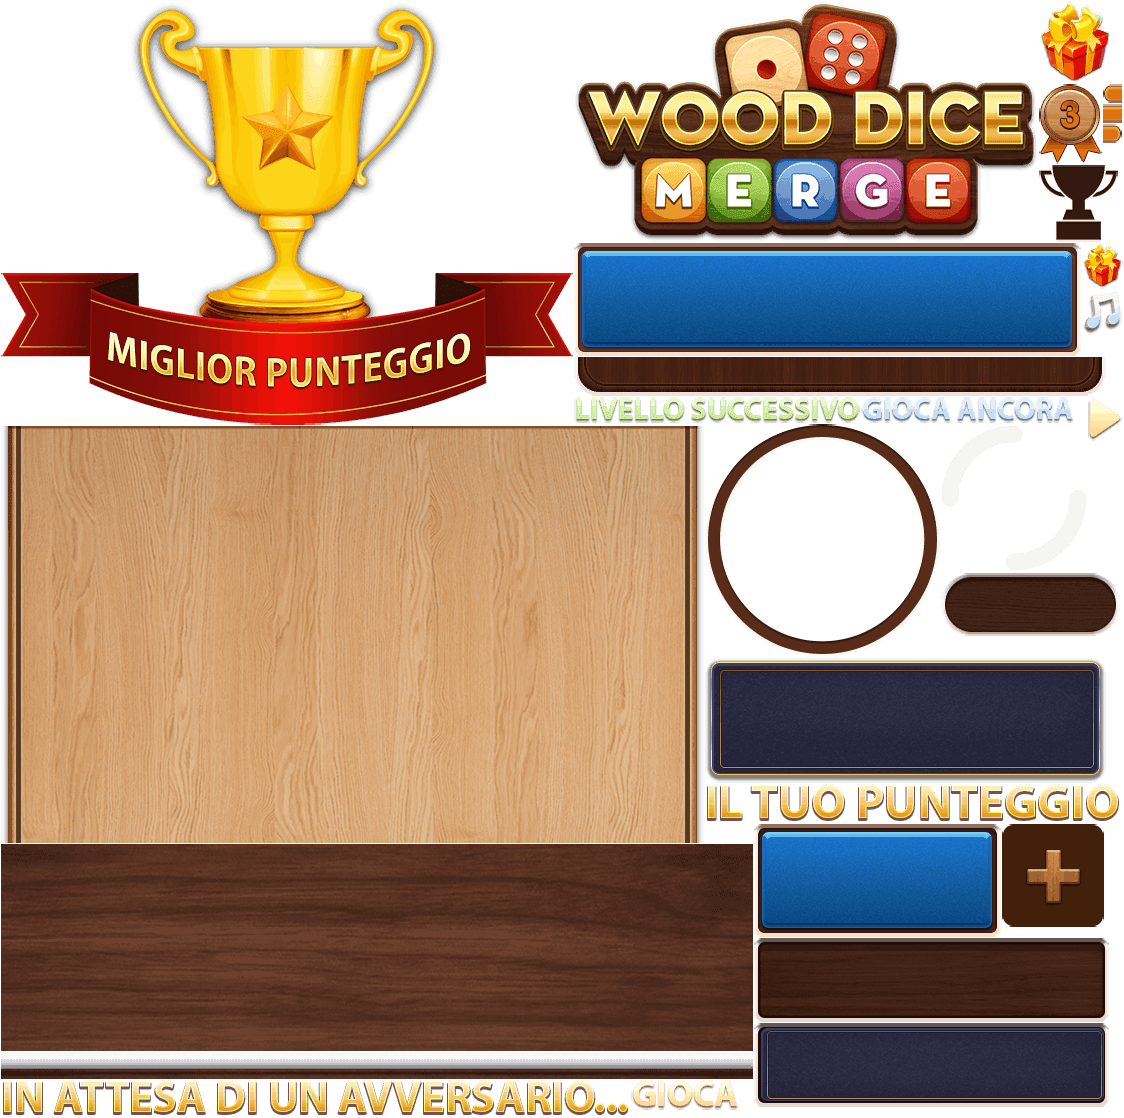 WOOD DICE
MERGE
3
MIGLIOR PUNTEGGIO
LIVELLO SUCCESSIVO
GIOCA ANCORA
IL TUO PUNTEGGIO
IN ATTESA DI UN AVVERSARIO...
GIOCA